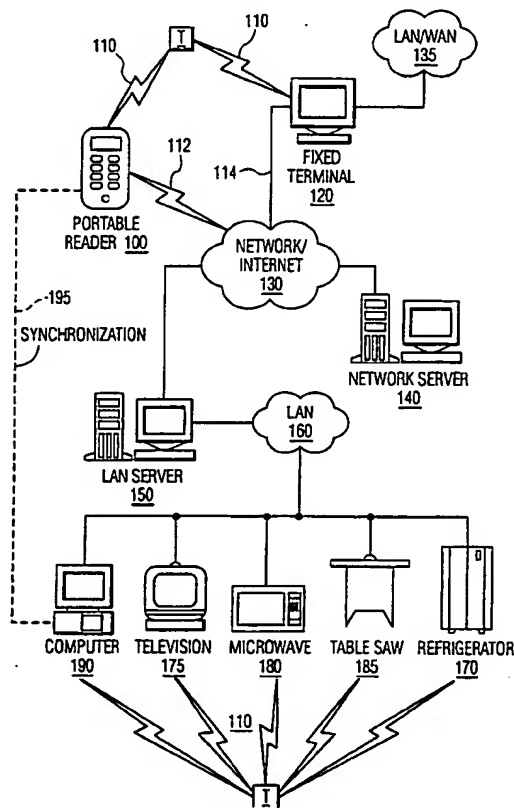 110
110
T
LAN/WAN
135
112
114
FIXED
TERMINAL
120
PORTABLE
READER 100
NETWORK/
INTERNET
130
195
SYNCHRONIZATION
NETWORK SERVER
140
LAN
160
LAN SERVER
150
COMPUTER
190
TELEVISION
175
MICROWAVE
180
TABLE SAW
185
REFRIGERATOR
170
110
T